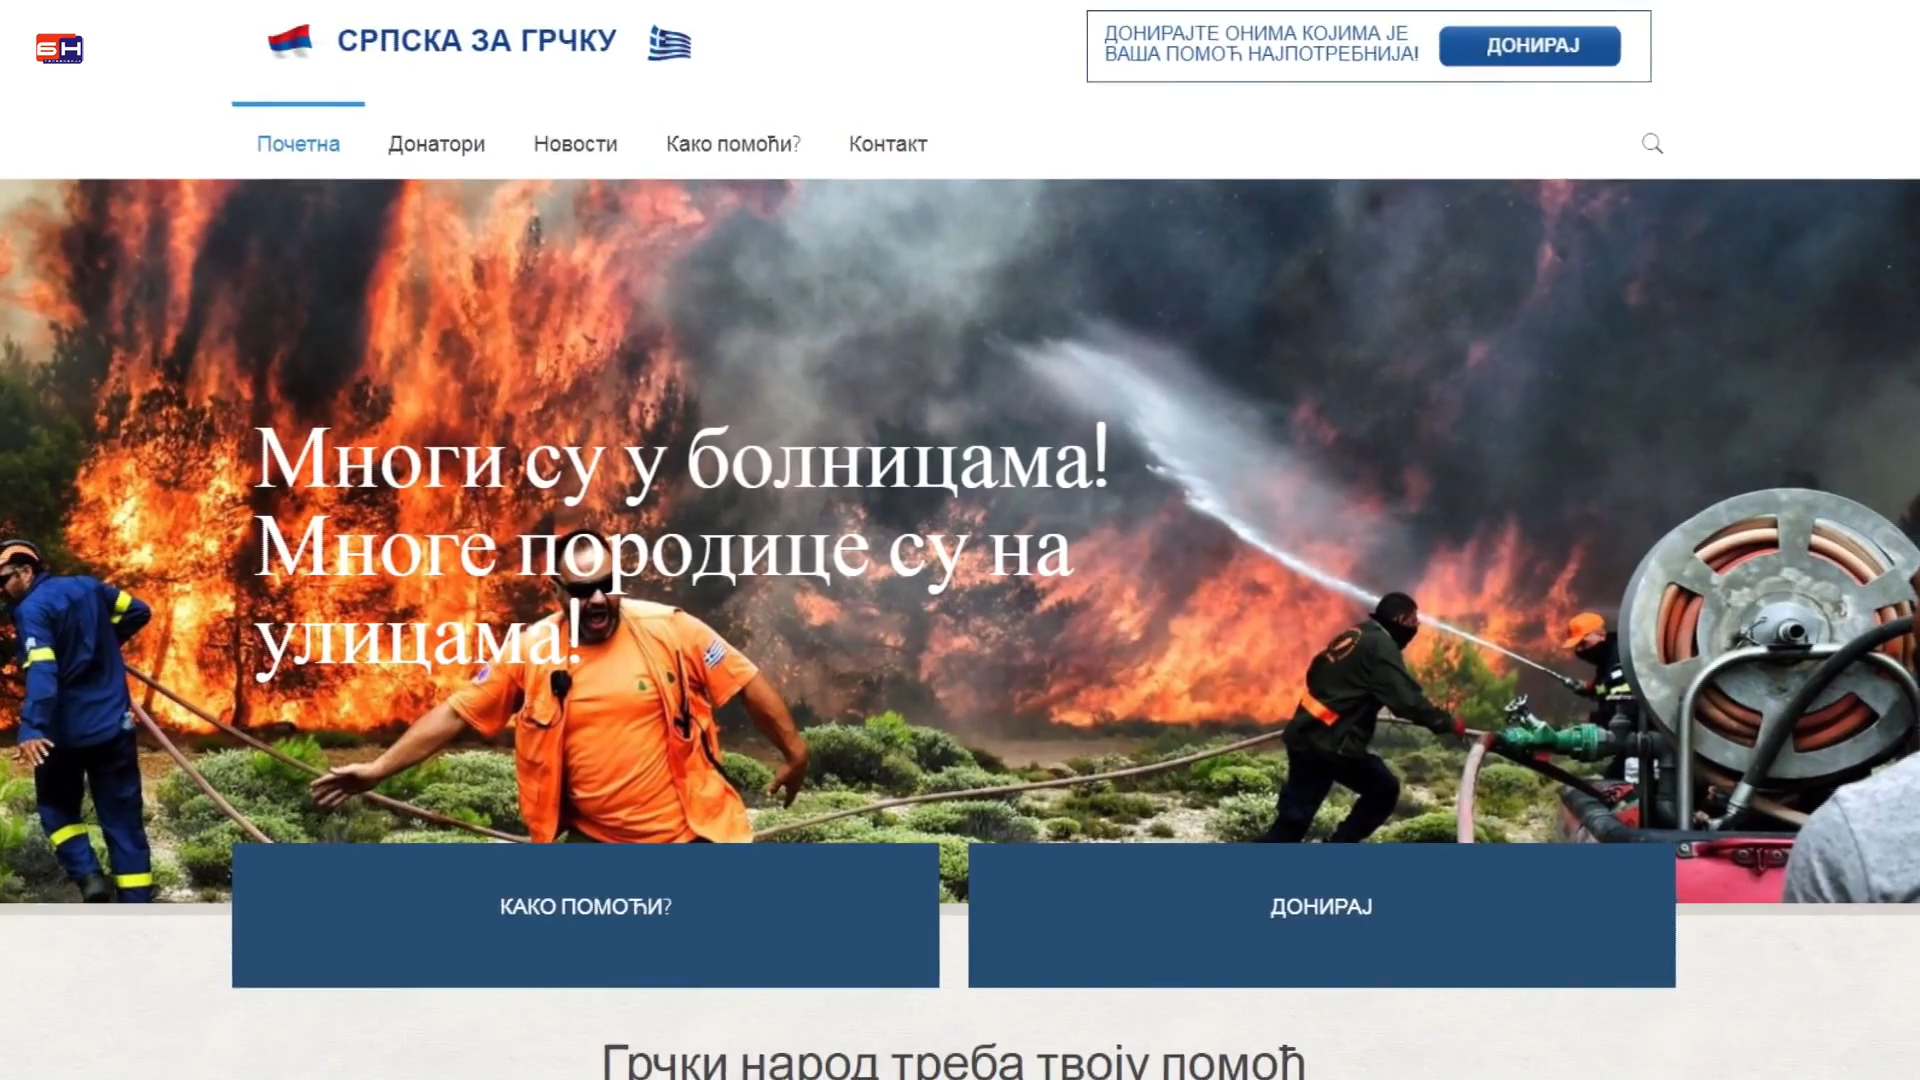 БН
СРПСКА ЗА ГРЧКУ
ДОНИРАЈТЕ ОНИМА КОЈИМА ЈЕ
ВАША ПОМОЋ НАЈПОТРЕБНИЈА!
ДОНИРАЈ
Почетна
Донатори
Новости
Како помоћи?
Контакт
Многи су у болницама!
Многе породице су на
улицама!
КАКО ПОМОЋИ?
ДОНИРАЈ
Грчки народ треба твоју помоћ